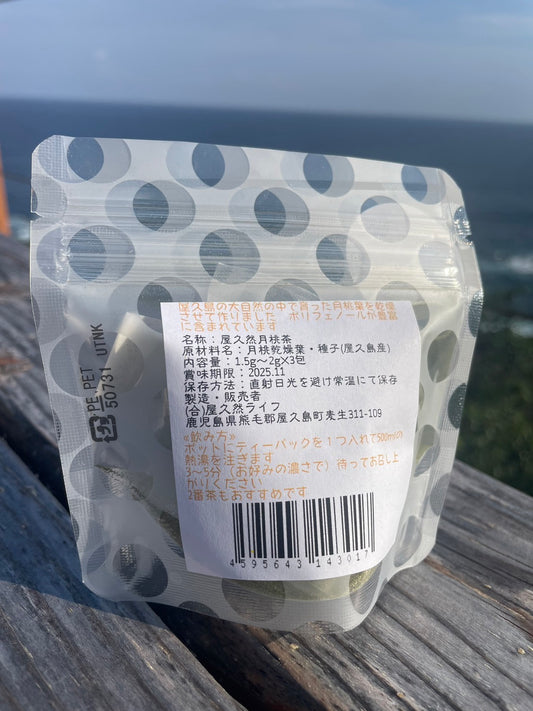 屋久島の大自然の中で育った月桃葉を乾燥
させて作りました ポリフェノールが豊富
に含まれています
名称：屋久然月桃茶
原材料名：月桃乾燥葉・種子(屋久島産)
内容量：1.5g～2gX3包
賞味期限：2025.11
保存方法：直射日光を避け常温にて保存
製造・販売者
(合)屋久然ライフ
鹿児島県熊毛郡屋久島町麦生311-109
≪飲み方≫
ポットにティーパックを１つ入れて500mlの
熱湯を注ぎます
3～5分（お好みの濃さで）待ってお召し上
がりください
2番茶もおすすめです
4595643143017
PE,PET
50731 UTNK